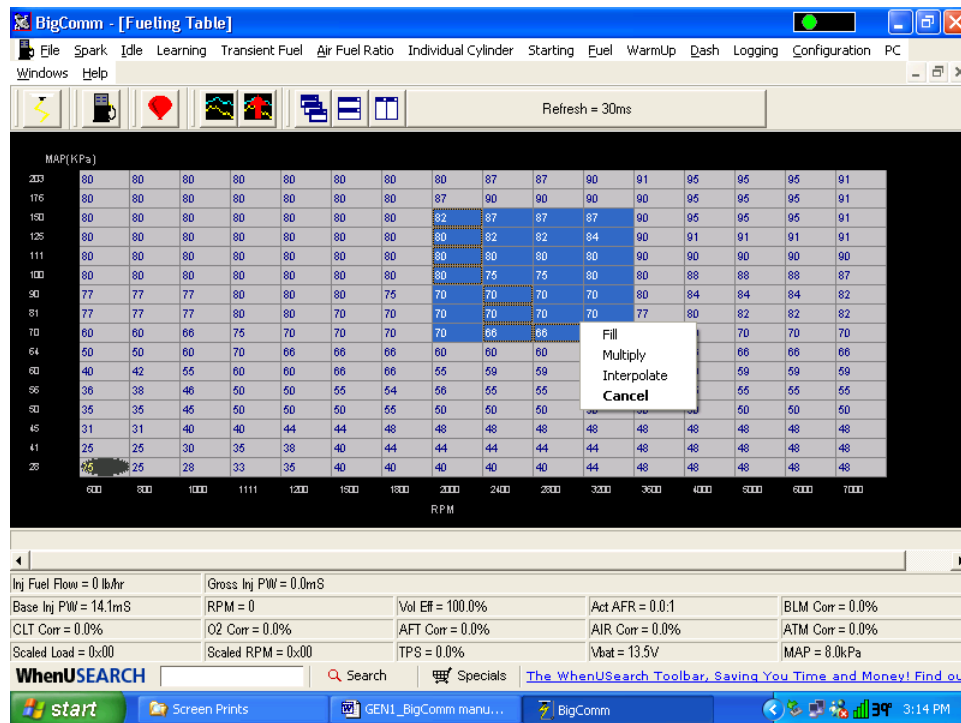 BigComm - [Fueling Table]
File Spark Idle Learning Transient Fuel Air Fuel Ratio Individual Cylinder Starting Fuel WarmUp Dash Logging Configuration PC
Windows Help
Refresh = 30ms
MAP(KPa)
203 80 80 80 80 80 80 80 80 87 87 90 91 95 95 95 91
176 80 80 80 80 80 80 80 87 90 90 90 90 95 95 95 91
150 80 80 80 80 80 80 80 82 87 87 87 90 95 95 95 91
125 80 80 80 80 80 80 80 80 82 82 84 90 91 91 91 91
111 80 80 80 80 80 80 80 80 80 80 80 90 90 90 90 90
100 80 80 80 80 80 80 80 80 75 75 80 80 88 88 88 87
90 77 77 77 80 80 80 75 70 70 70 70 80 84 84 84 82
81 77 77 77 80 80 70 70 70 70 70 70 77 80 82 82 82
70 60 60 66 75 70 70 70 70 66 66 70 70 70
64 50 50 60 70 66 66 66 60 60 60 66 66 66
60 40 42 55 60 60 66 66 55 59 59 59 59 59
56 36 38 46 50 50 55 54 56 55 55 55 55 55
50 35 35 45 50 50 50 55 50 50 50 50 50 50
45 31 31 40 40 44 44 48 48 48 48 48 48 48 48 48 48
41 25 25 30 35 38 40 44 44 44 44 44 48 48 48 48 48
28 25 25 28 33 35 40 40 40 40 40 44 48 48 48 48 48
600 800 1000 1111 1200 1500 1800 2000 2400 2800 3200 3600 4000 5000 6000 7000
RPM
Fill
Multiply
Interpolate
Cancel
Inj Fuel Flow = 0 lb/hr Gross Inj PW = 0.0mS
Base Inj PW = 14.1mS RPM = 0 Vol Eff = 100.0% Act AFR = 0.0:1 BLM Corr = 0.0%
CLT Corr = 0.0% O2 Corr = 0.0% AFT Corr = 0.0% AIR Corr = 0.0% ATM Corr = 0.0%
Scaled Load = 0x00 Scaled RPM = 0x00 TPS = 0.0% Vbat = 13.5V MAP = 8.0kPa
WhenUSEARCH Search Specials The WhenUSearch Toolbar, Saving You Time and Money! Find
start Screen Prints GEN1_BigComm manu... BigComm 39° 3:14 PM